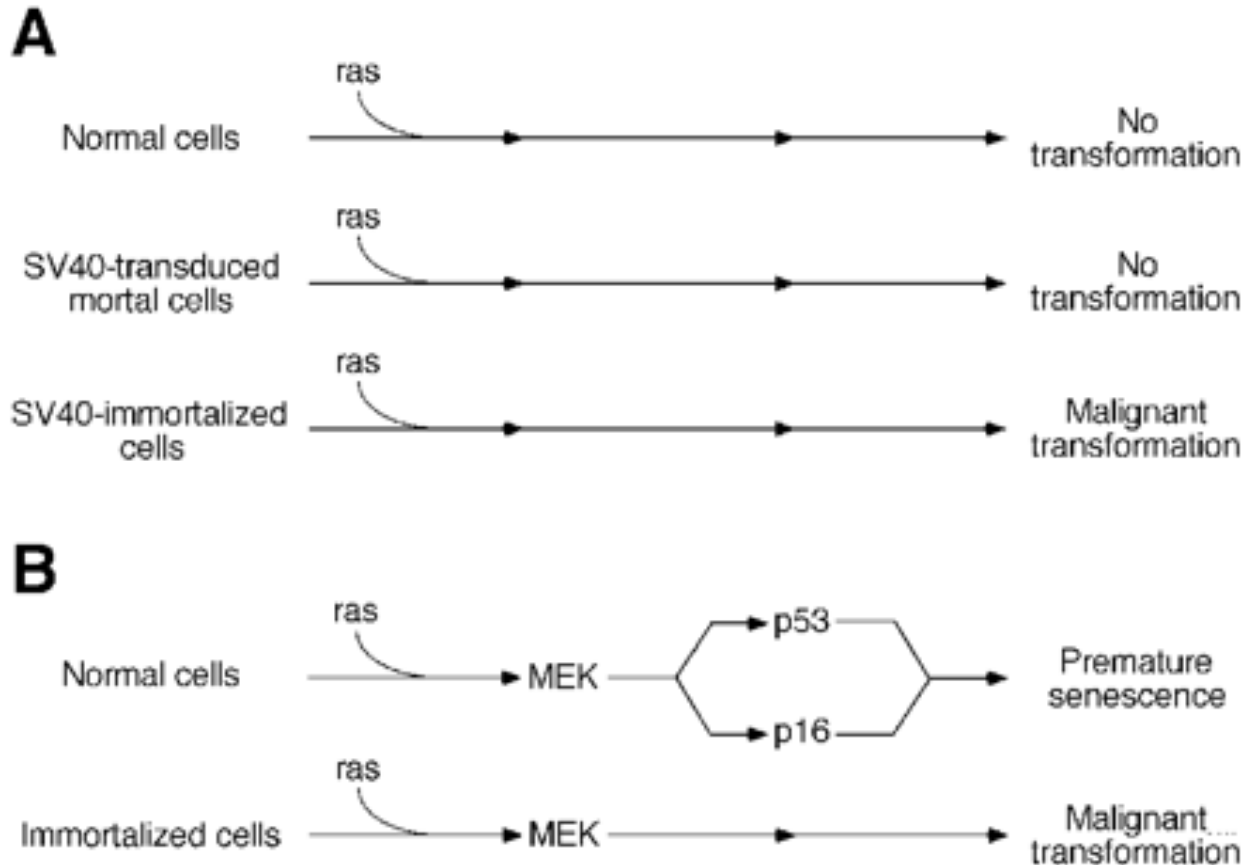 A
ras
Normal cells
No
transformation
ras
SV40-transduced
mortal cells
No
transformation
ras
SV40-immortalized
cells
Malignant
transformation
B
ras
Normal cells
MEK
p53
p16
Premature
senescence
ras
Immortalized cells
MEK
Malignant
transformation